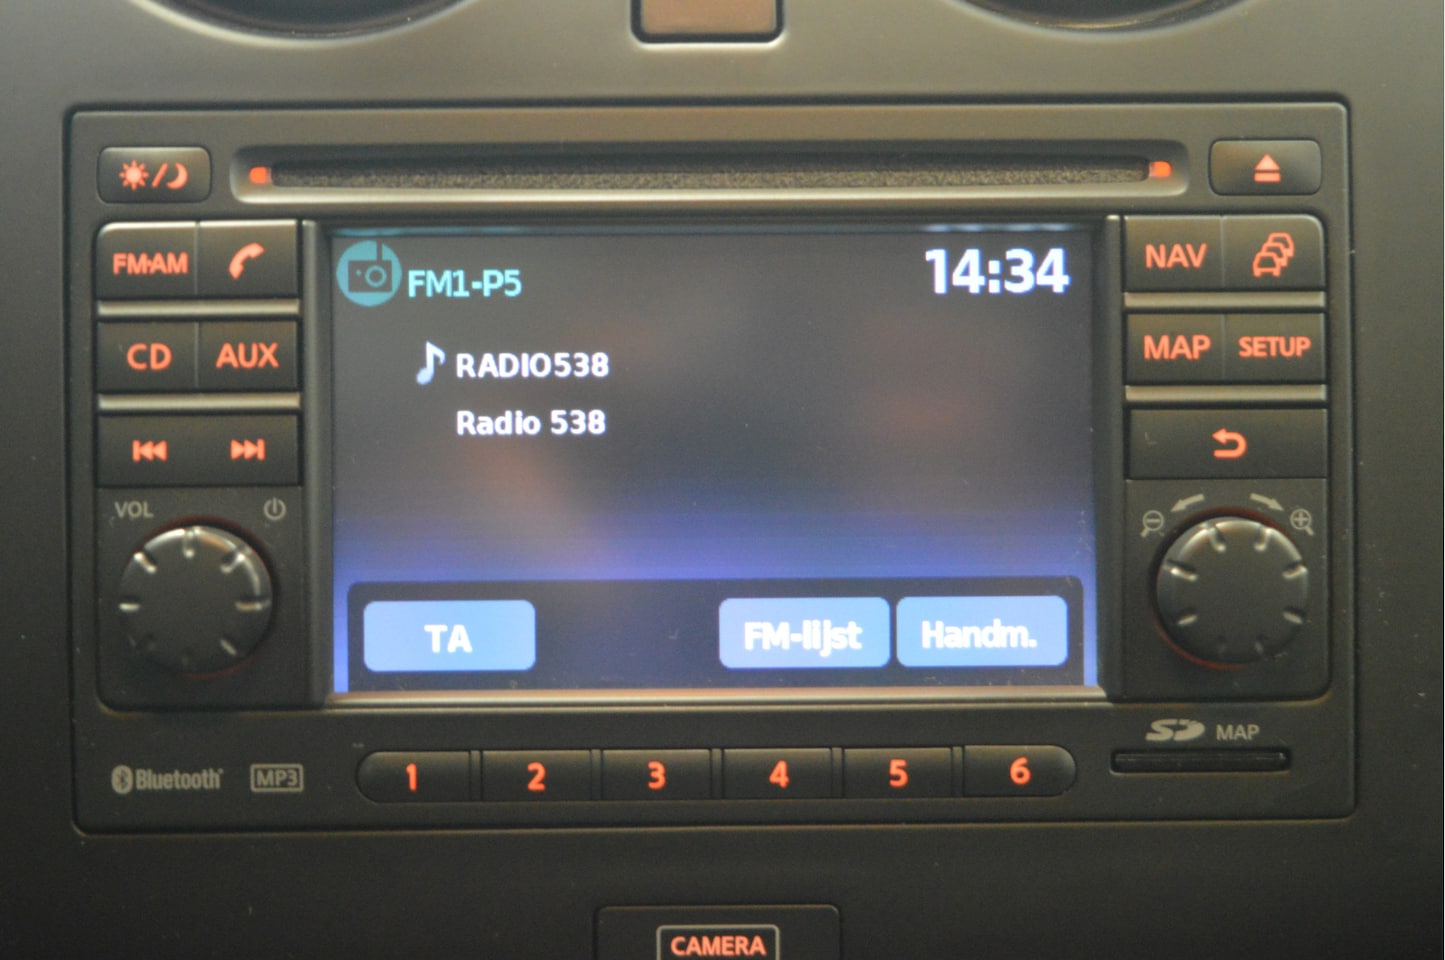 FM·AM
CD AUX
VOL
FM1-P5 14:34
RADIO538
Radio 538
TA FM-lijst Handm.
NAV
MAP SETUP
SD MAP
Bluetooth MP3
1 2 3 4 5 6
CAMERA